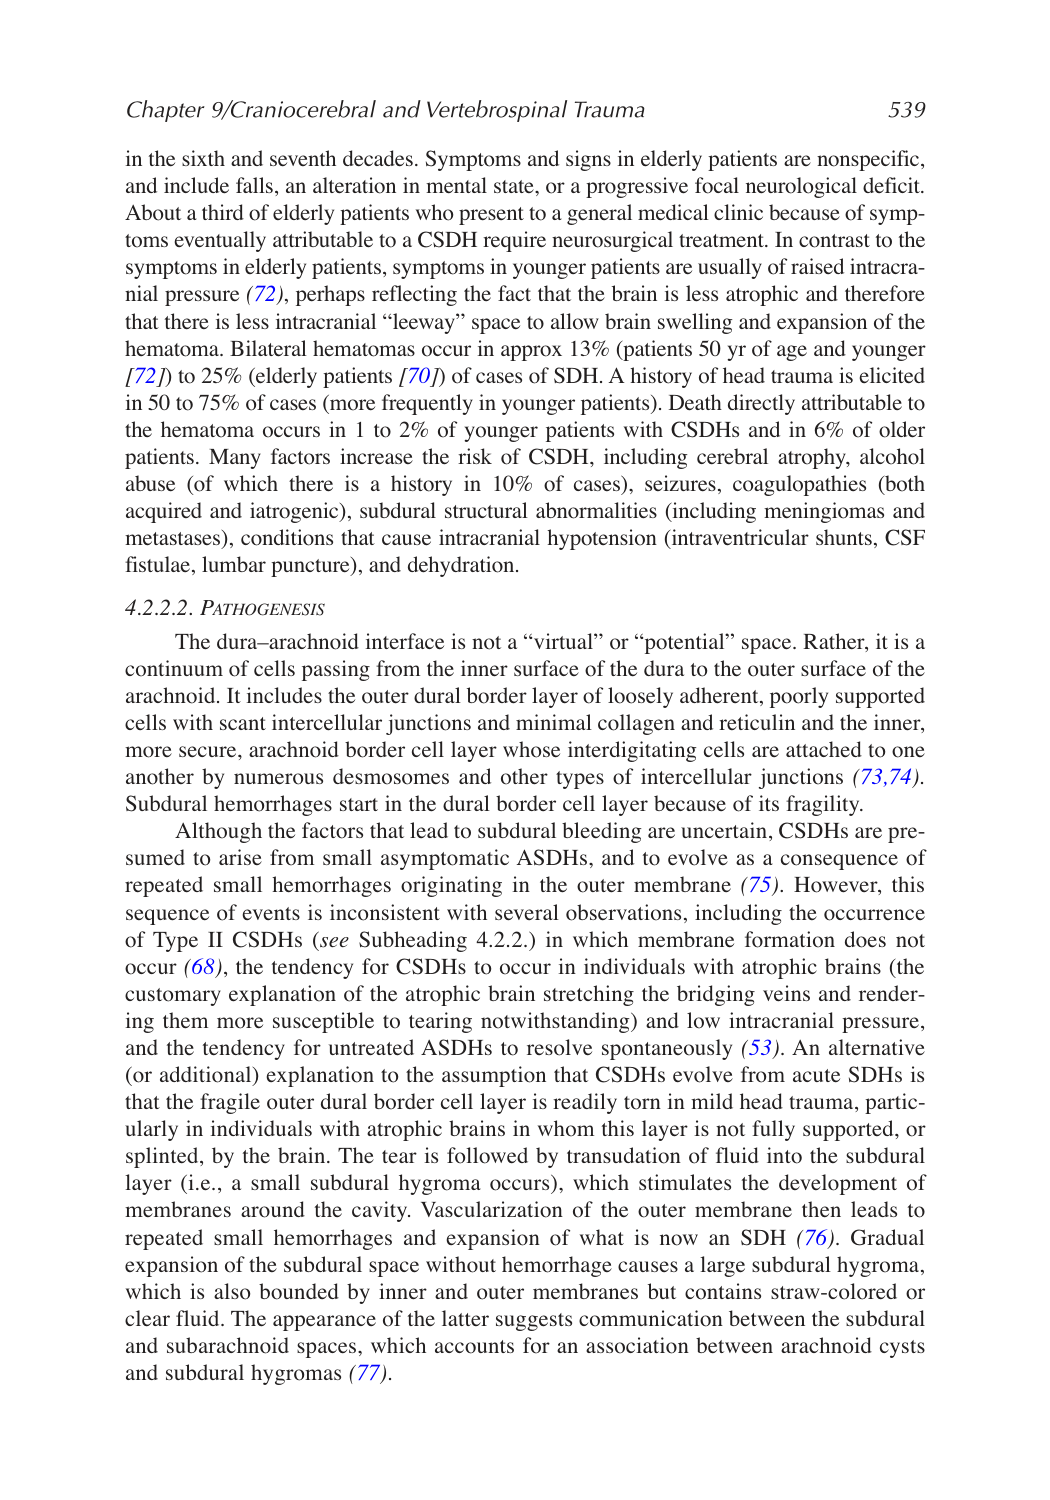 Chapter 9/Craniocerebral and Vertebrospinal Trauma 539
in the sixth and seventh decades. Symptoms and signs in elderly patients are nonspecific,
and include falls, an alteration in mental state, or a progressive focal neurological deficit.
About a third of elderly patients who present to a general medical clinic because of symp-
toms eventually attributable to a CSDH require neurosurgical treatment. In contrast to the
symptoms in elderly patients, symptoms in younger patients are usually of raised intracra-
nial pressure (72), perhaps reflecting the fact that the brain is less atrophic and therefore
that there is less intracranial “leeway” space to allow brain swelling and expansion of the
hematoma. Bilateral hematomas occur in approx 13% (patients 50 yr of age and younger
[72]) to 25% (elderly patients [70]) of cases of SDH. A history of head trauma is elicited
in 50 to 75% of cases (more frequently in younger patients). Death directly attributable to
the hematoma occurs in 1 to 2% of younger patients with CSDHs and in 6% of older
patients. Many factors increase the risk of CSDH, including cerebral atrophy, alcohol
abuse (of which there is a history in 10% of cases), seizures, coagulopathies (both
acquired and iatrogenic), subdural structural abnormalities (including meningiomas and
metastases), conditions that cause intracranial hypotension (intraventricular shunts, CSF
fistulae, lumbar puncture), and dehydration.
4.2.2.2. PATHOGENESIS
The dura–arachnoid interface is not a “virtual” or “potential” space. Rather, it is a
continuum of cells passing from the inner surface of the dura to the outer surface of the
arachnoid. It includes the outer dural border layer of loosely adherent, poorly supported
cells with scant intercellular junctions and minimal collagen and reticulin and the inner,
more secure, arachnoid border cell layer whose interdigitating cells are attached to one
another by numerous desmosomes and other types of intercellular junctions (73,74).
Subdural hemorrhages start in the dural border cell layer because of its fragility.
Although the factors that lead to subdural bleeding are uncertain, CSDHs are pre-
sumed to arise from small asymptomatic ASDHs, and to evolve as a consequence of
repeated small hemorrhages originating in the outer membrane (75). However, this
sequence of events is inconsistent with several observations, including the occurrence
of Type II CSDHs (see Subheading 4.2.2.) in which membrane formation does not
occur (68), the tendency for CSDHs to occur in individuals with atrophic brains (the
customary explanation of the atrophic brain stretching the bridging veins and render-
ing them more susceptible to tearing notwithstanding) and low intracranial pressure,
and the tendency for untreated ASDHs to resolve spontaneously (53). An alternative
(or additional) explanation to the assumption that CSDHs evolve from acute SDHs is
that the fragile outer dural border cell layer is readily torn in mild head trauma, partic-
ularly in individuals with atrophic brains in whom this layer is not fully supported, or
splinted, by the brain. The tear is followed by transudation of fluid into the subdural
layer (i.e., a small subdural hygroma occurs), which stimulates the development of
membranes around the cavity. Vascularization of the outer membrane then leads to
repeated small hemorrhages and expansion of what is now an SDH (76). Gradual
expansion of the subdural space without hemorrhage causes a large subdural hygroma,
which is also bounded by inner and outer membranes but contains straw-colored or
clear fluid. The appearance of the latter suggests communication between the subdural
and subarachnoid spaces, which accounts for an association between arachnoid cysts
and subdural hygromas (77).